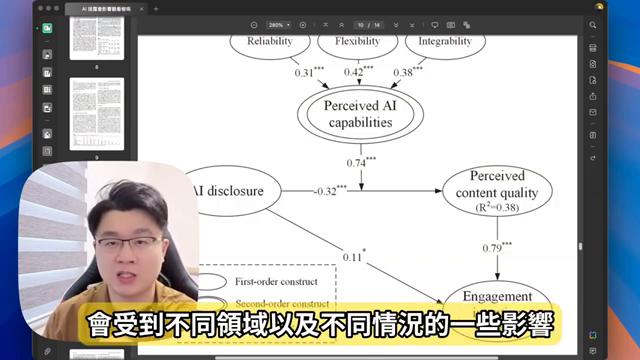 AI 披露會影響觀看
280%
10 / 14
8
9
Reliability
Flexibility
Integrability
0.31***
0.42***
0.38***
Perceived AI
capabilities
0.74***
AI disclosure
-0.32***
Perceived
content quality
(R²=0.38)
0.11*
0.79***
First-order construct
Second-order construct
Engagement
會受到不同領域以及不同情況的一些影響